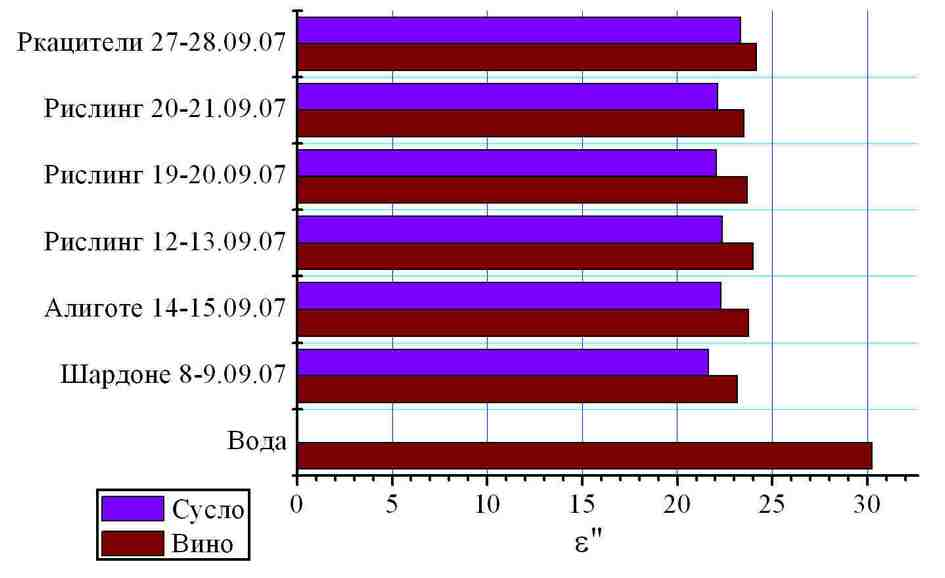 Ркацители 27-28.09.07
Рислинг 20-21.09.07
Рислинг 19-20.09.07
Рислинг 12-13.09.07
Алиготе 14-15.09.07
Шардоне 8-9.09.07
Вода
0 5 10 15 20 25 30
ε"
Сусло
Вино